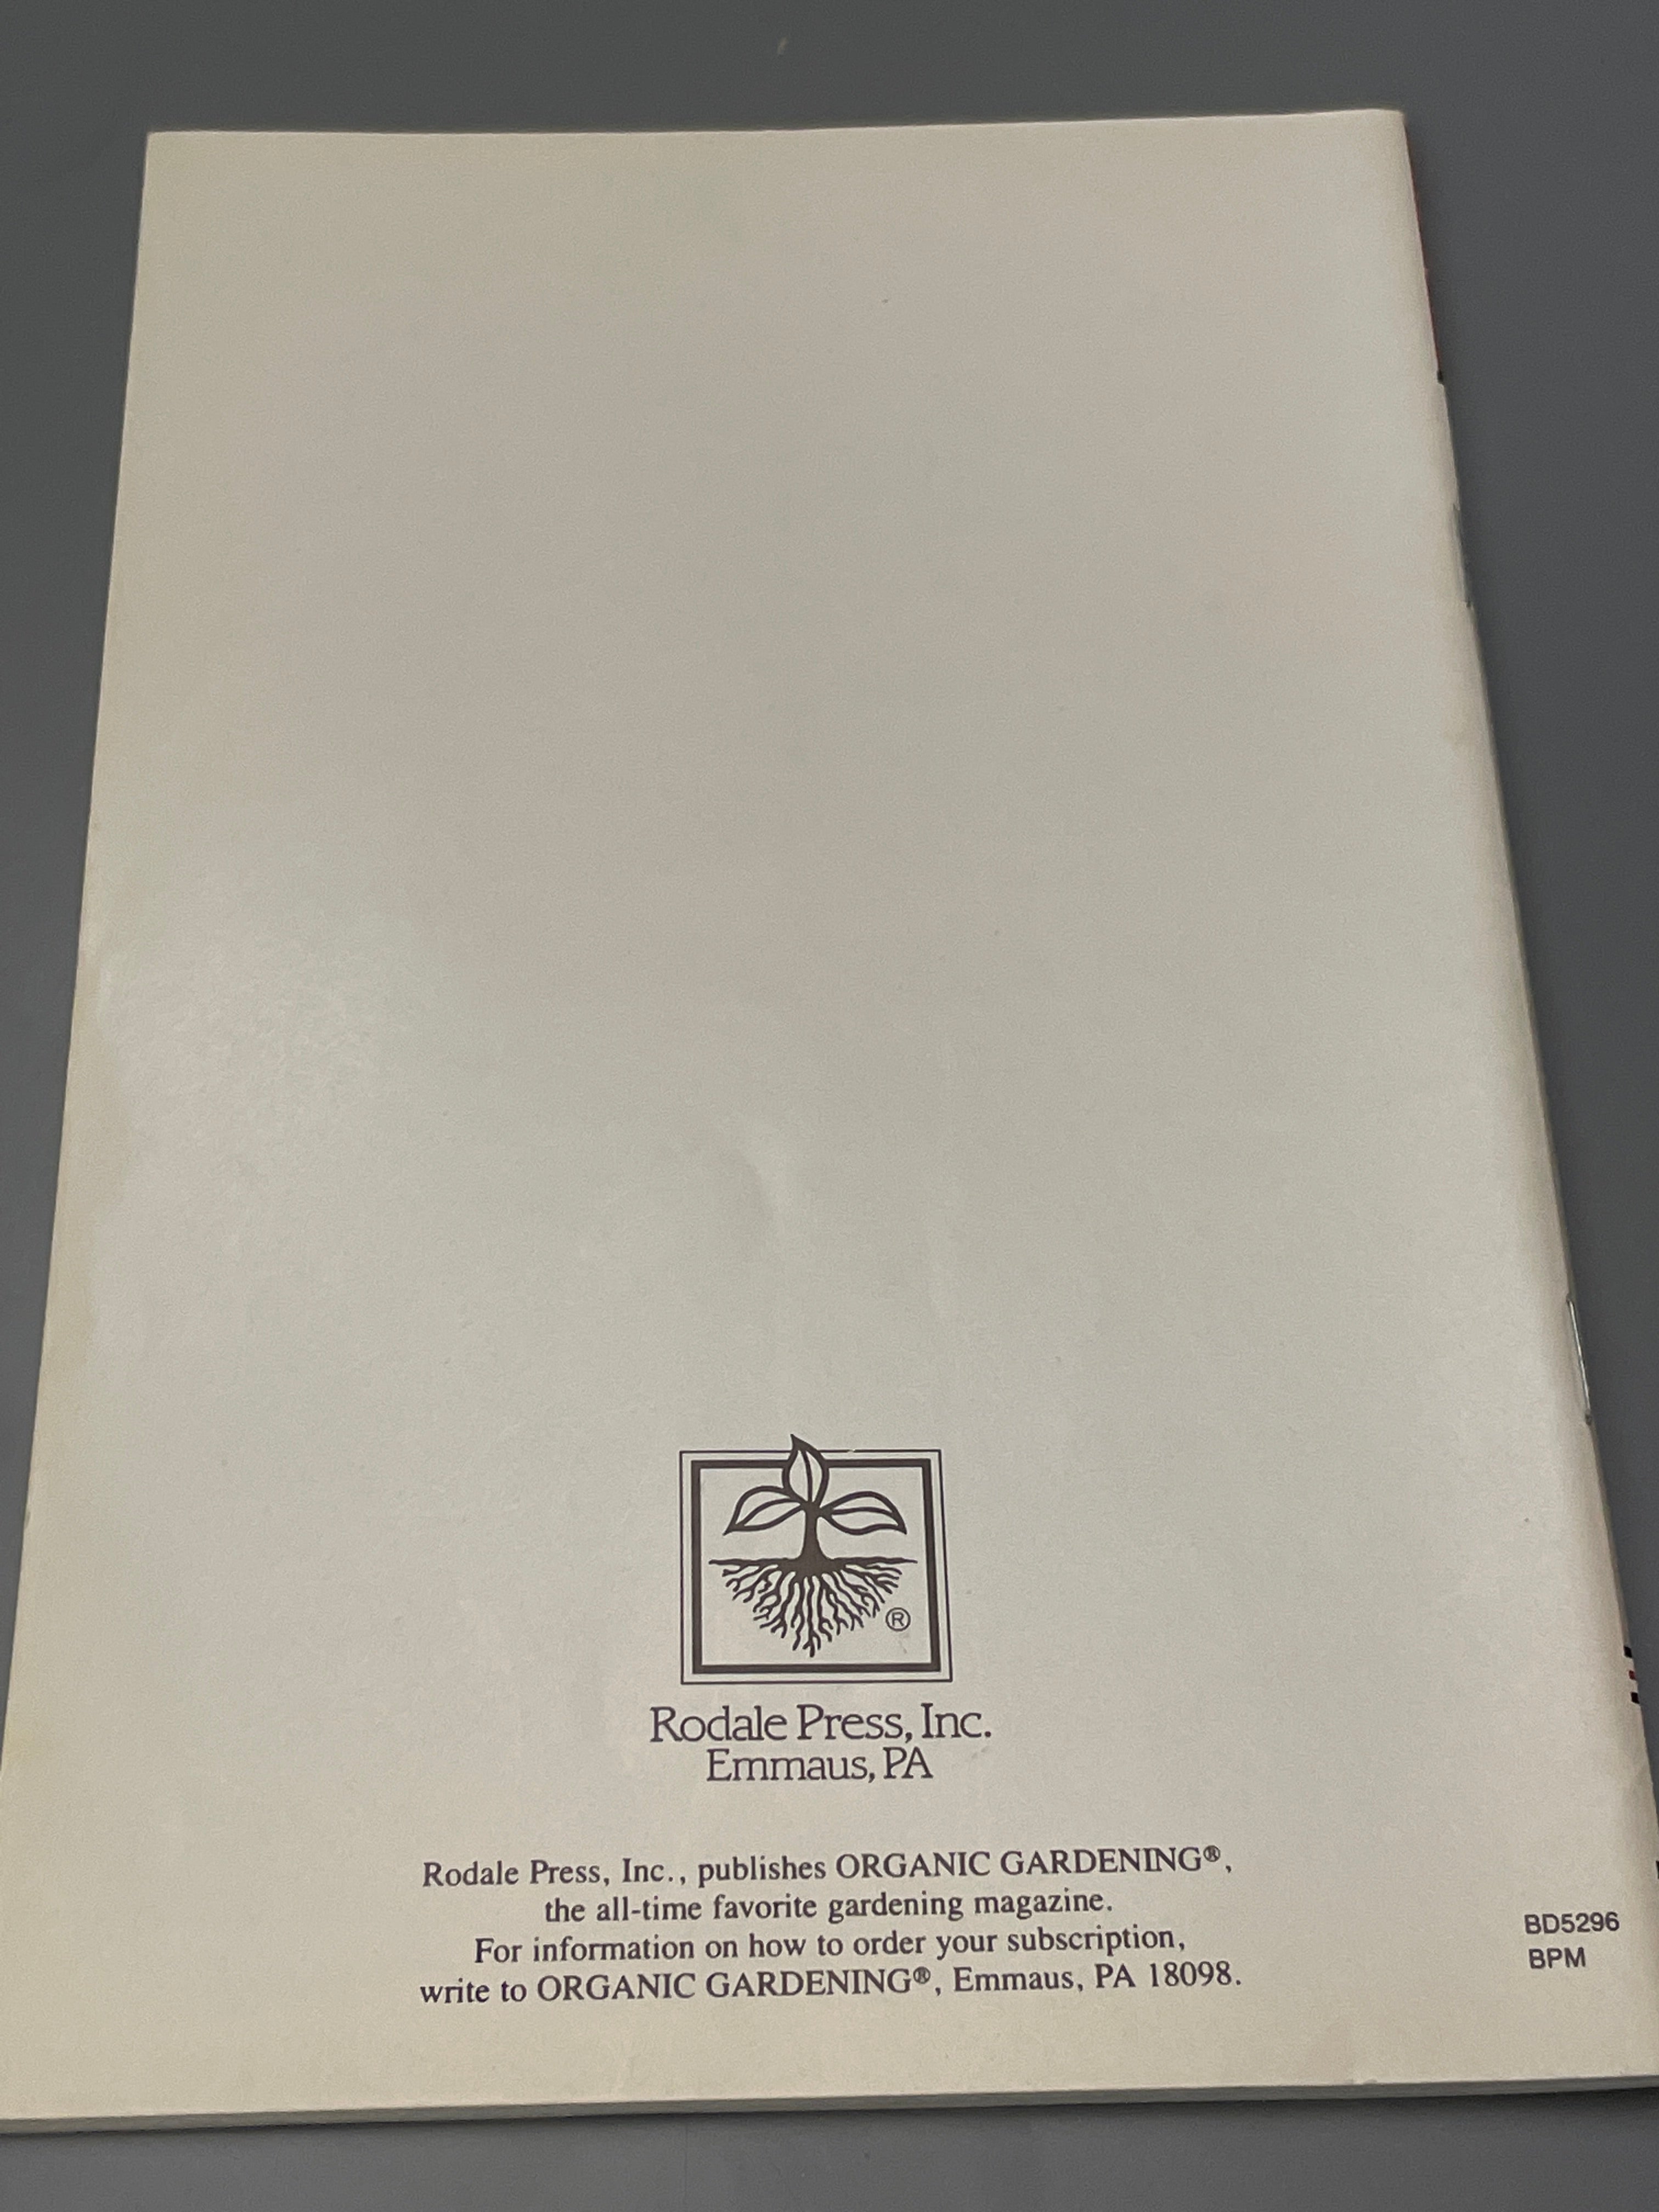 ®
Rodale Press, Inc.
Emmaus, PA
Rodale Press, Inc., publishes ORGANIC GARDENING®,
the all-time favorite gardening magazine.
For information on how to order your subscription,
write to ORGANIC GARDENING®, Emmaus, PA 18098.
BD5296
BPM